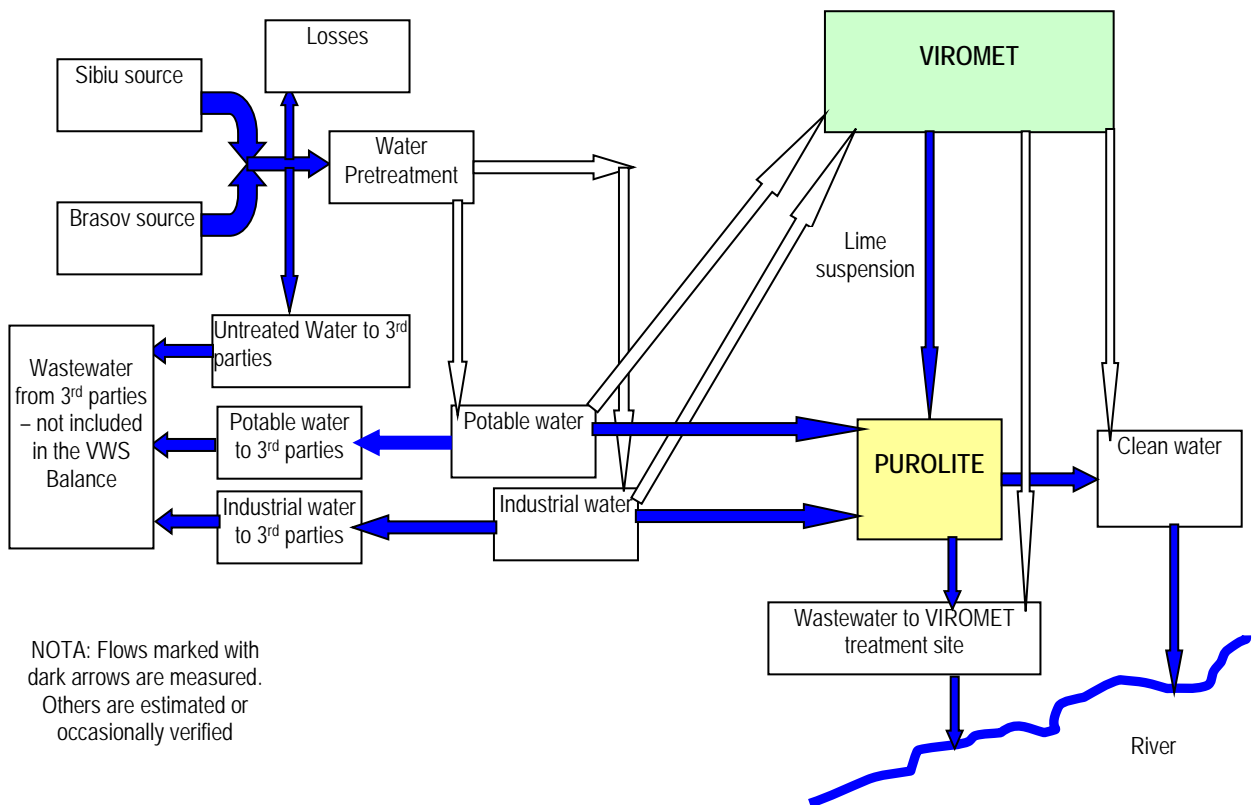 Losses
Sibiu source
VIROMET
Water
Pretreatment
Brasov source
Lime
suspension
Untreated Water to 3rd
parties
Wastewater
from 3rd parties
– not included
in the VWS
Balance
Potable water
to 3rd parties
Potable water
PUROLITE
Clean water
Industrial water
to 3rd parties
Industrial water
Wastewater to VIROMET
treatment site
NOTA: Flows marked with
dark arrows are measured.
Others are estimated or
occasionally verified
River